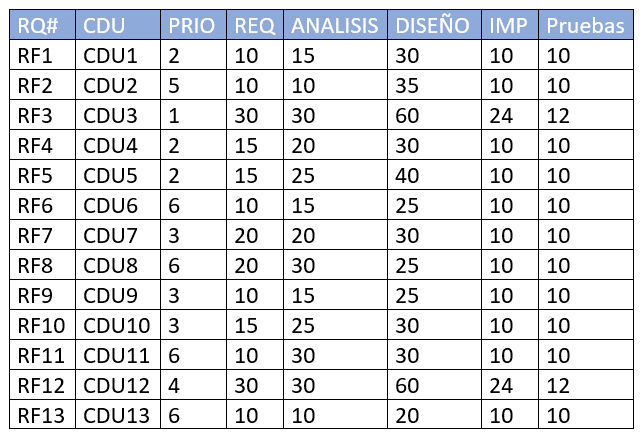 RQ# CDU PRIO REQ ANALISIS DISEÑO IMP Pruebas
RF1 CDU1 2 10 15 30 10 10
RF2 CDU2 5 10 10 35 10 10
RF3 CDU3 1 30 30 60 24 12
RF4 CDU4 2 15 20 30 10 10
RF5 CDU5 2 15 25 40 10 10
RF6 CDU6 6 10 15 25 10 10
RF7 CDU7 3 20 20 30 10 10
RF8 CDU8 6 20 30 25 10 10
RF9 CDU9 3 10 15 25 10 10
RF10 CDU10 3 15 25 30 10 10
RF11 CDU11 6 10 30 30 10 10
RF12 CDU12 4 30 30 60 24 12
RF13 CDU13 6 10 10 20 10 10